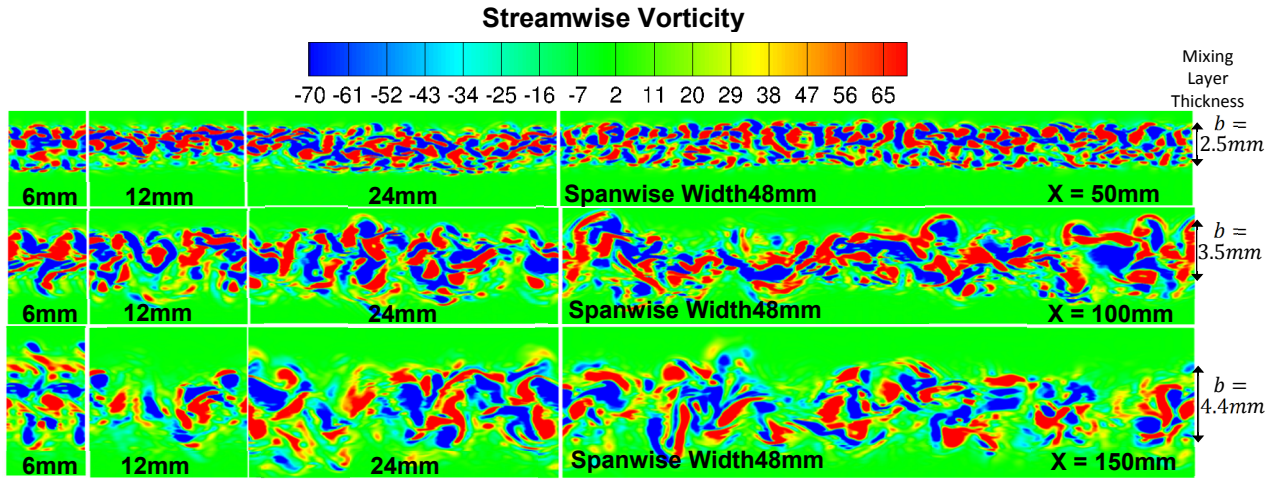 Streamwise Vorticity
-70 -61 -52 -43 -34 -25 -16 -7 2 11 20 29 38 47 56 65
Mixing
Layer
Thickness
b =
2.5mm
6mm 12mm 24mm Spanwise Width48mm X = 50mm
b =
3.5mm
6mm 12mm 24mm Spanwise Width48mm X = 100mm
b =
4.4mm
6mm 12mm 24mm Spanwise Width48mm X = 150mm